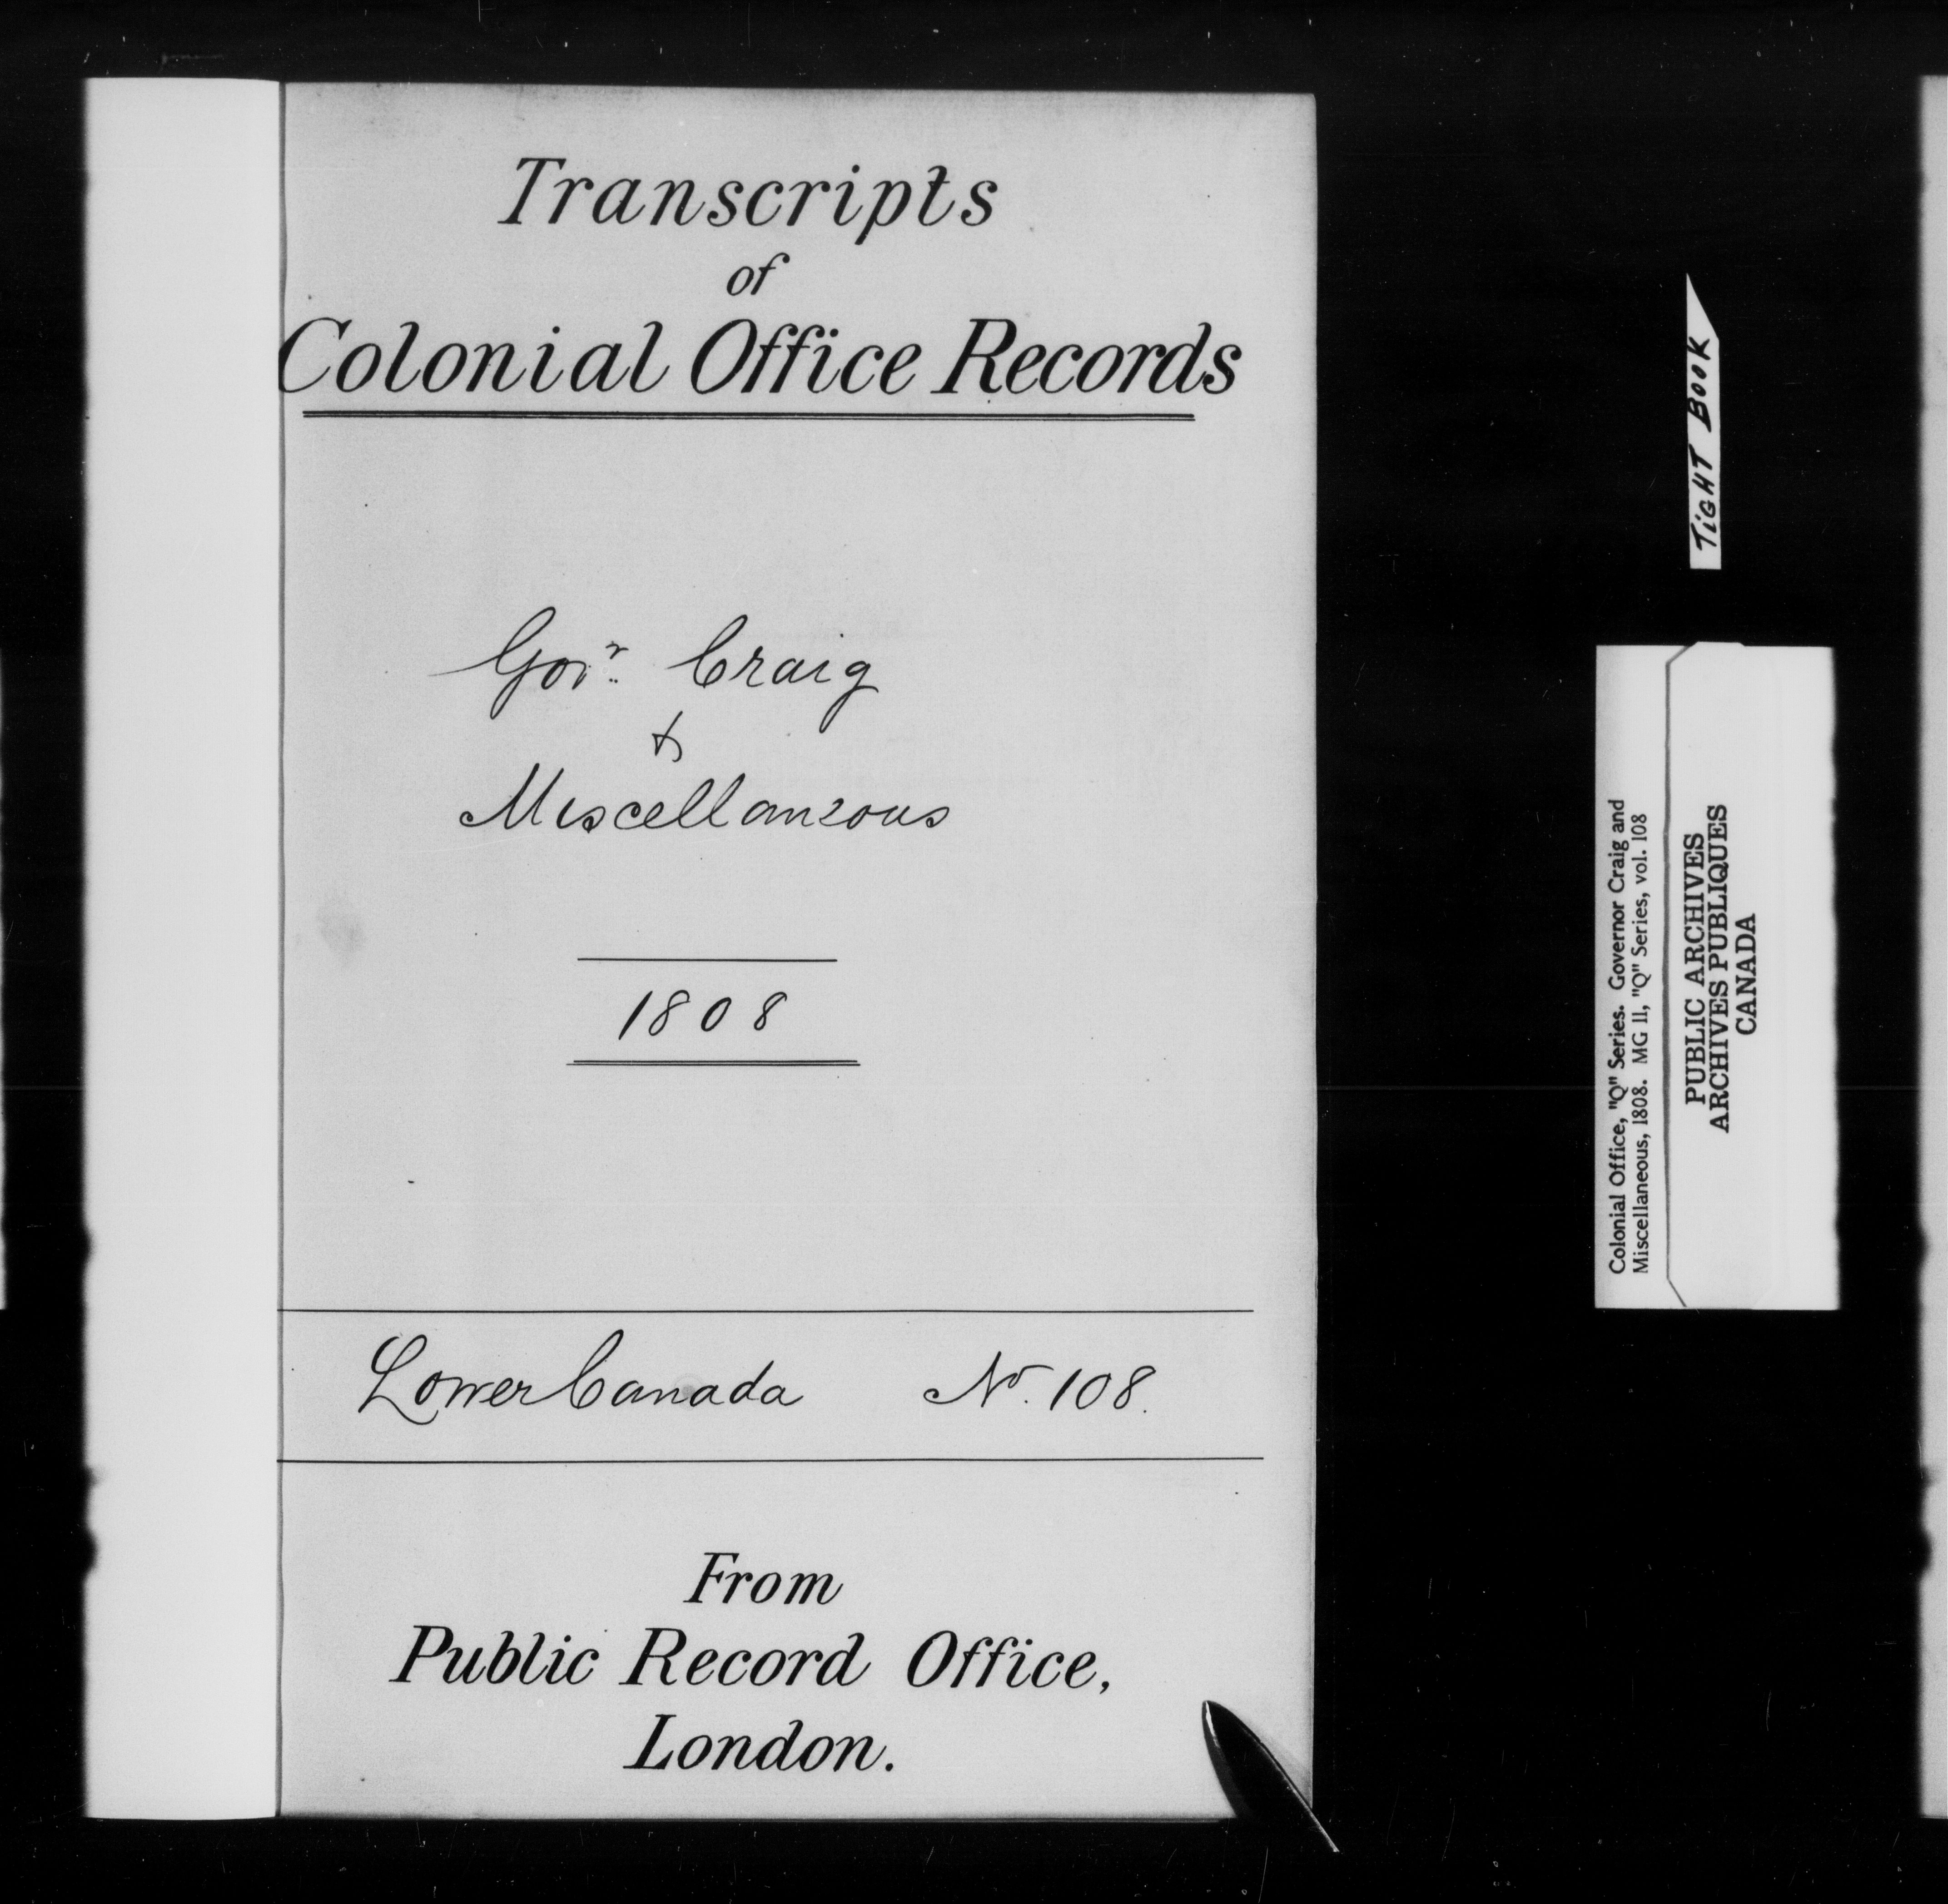 Transcripts
of
Colonial Office Records
Govr. Craig
&
Miscellaneous
1808
Lower Canada No. 108.
From
Public Record Office,
London.
TIGHT BOOK
Colonial Office, "Q" Series. Governor Craig and
Miscellaneous, 1808. MG 11, "Q" Series, vol. 108
PUBLIC ARCHIVES
ARCHIVES PUBLIQUES
CANADA